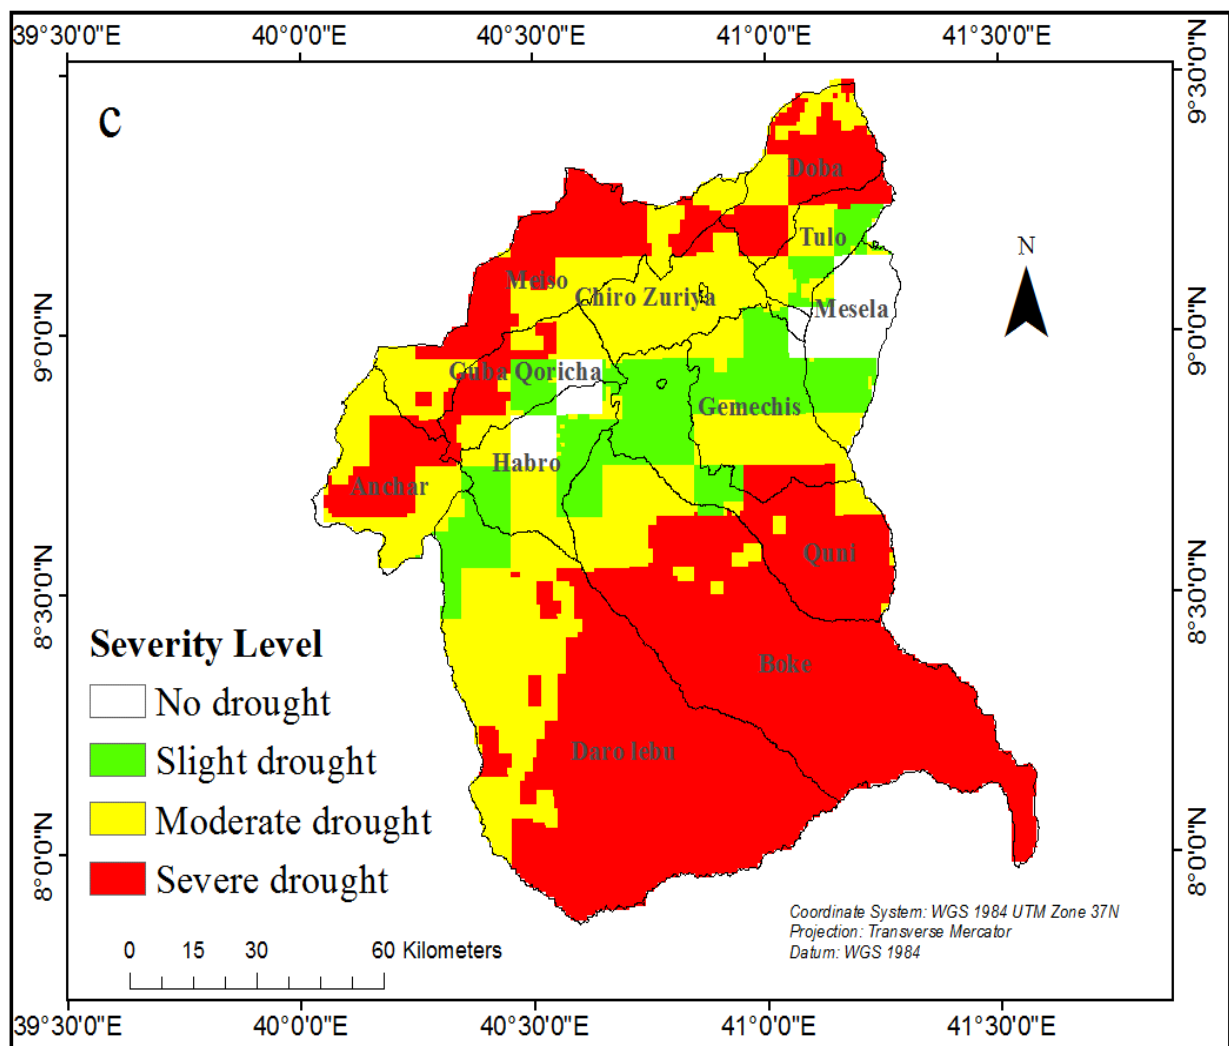 39°30'0"E 40°0'0"E 40°30'0"E 41°0'0"E 41°30'0"E
9°30'0"N
C
Doba
N
Tulo
Meiso
Chiro Zuriya
Mesela
9°0'0"N
9°0'0"N
Guba Qoricha
Gemechis
Habro
Anchar
Quni
8°30'0"N
8°30'0"N
Severity Level
Boke
No drought
Daro lebu
Slight drought
Moderate drought
8°0'0"N
8°0'0"N
Severe drought
Coordinate System: WGS 1984 UTM Zone 37N
Projection: Transverse Mercator
Datum: WGS 1984
0 15 30 60 Kilometers
39°30'0"E 40°0'0"E 40°30'0"E 41°0'0"E 41°30'0"E